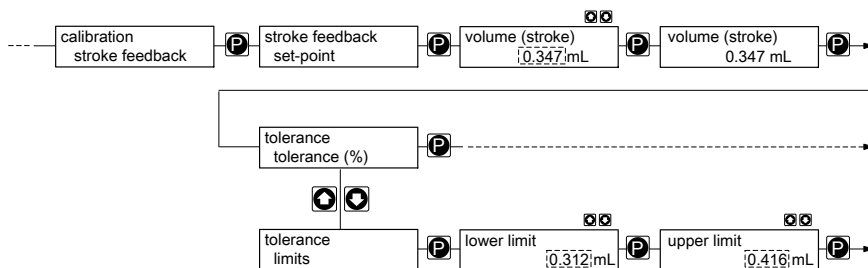 calibration
stroke feedback
P
stroke feedback
set-point
P
volume (stroke)
0.347 mL
P
volume (stroke)
0.347 mL
P
tolerance
tolerance (%)
P
tolerance
limits
P
lower limit
0.312 mL
P
upper limit
0.416 mL
P